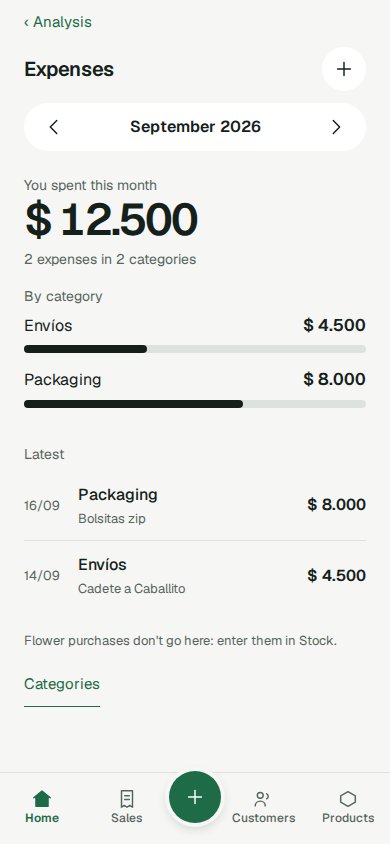 ‹ Analysis
Expenses
September 2026
You spent this month
$ 12.500
2 expenses in 2 categories
By category
Envíos $ 4.500
Packaging $ 8.000
Latest
16/09 Packaging $ 8.000
Bolsitas zip
14/09 Envíos $ 4.500
Cadete a Caballito
Flower purchases don't go here: enter them in Stock.
Categories
Home Sales Customers Products